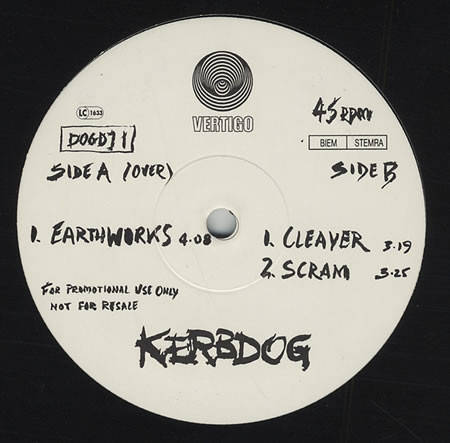 VERTIGO
LC 1633
45 RPM
DOGDJ 1
BIEM STEMRA
SIDE A (OVER)
SIDE B
1. EARTHWORKS 4.08
1. CLEAVER 3.19
2. SCRAM 3.25
FOR PROMOTIONAL USE ONLY
NOT FOR RESALE
KERBDOG